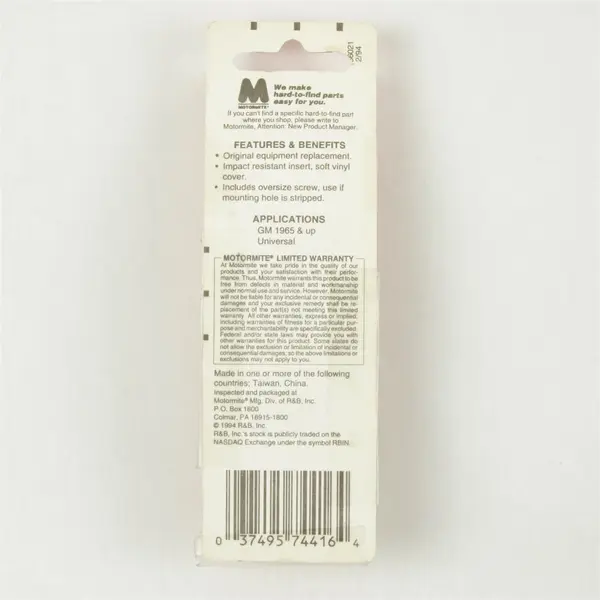 2/94
M
MOTORMITE®
We make
hard-to-find parts
easy for you.
If you can't find a specific hard-to-find part
where you shop, please write to
Motormite, Attention: New Product Manager.
FEATURES & BENEFITS
• Original equipment replacement.
• Impact resistant insert, soft vinyl
cover.
• Includes oversize screw, use if
mounting hole is stripped.
APPLICATIONS
GM 1965 & up
Universal
MOTORMITE® LIMITED WARRANTY
At Motormite we take pride in the quality of our
products and your satisfaction with their perfor-
mance. Thus, Motormite warrants this product to be
free from defects in material and workmanship
under normal use and service. However, Motormite
will not be liable for any incidental or consequential
damages and your exclusive remedy shall be re-
placement of the part(s) not meeting this limited
warranty. All other warranties, express or implied,
including warranties of fitness for a particular pur-
pose and merchantability are specifically excluded.
Federal and/or state laws may provide you with
other warranties for this product. Some states do
not allow the exclusion or limitation of incidental or
consequential damages, so the above limitations or
exclusions may not apply to you.
Made in one or more of the following
countries; Taiwan, China.
Inspected and packaged at
Motormite® Mfg. Div. of R&B, Inc.
P.O. Box 1800
Colmar, PA 18915-1800
© 1994 R&B, Inc.
R&B, Inc.'s stock is publicly traded on the
NASDAQ Exchange under the symbol RBIN.
0 37495 74416 4